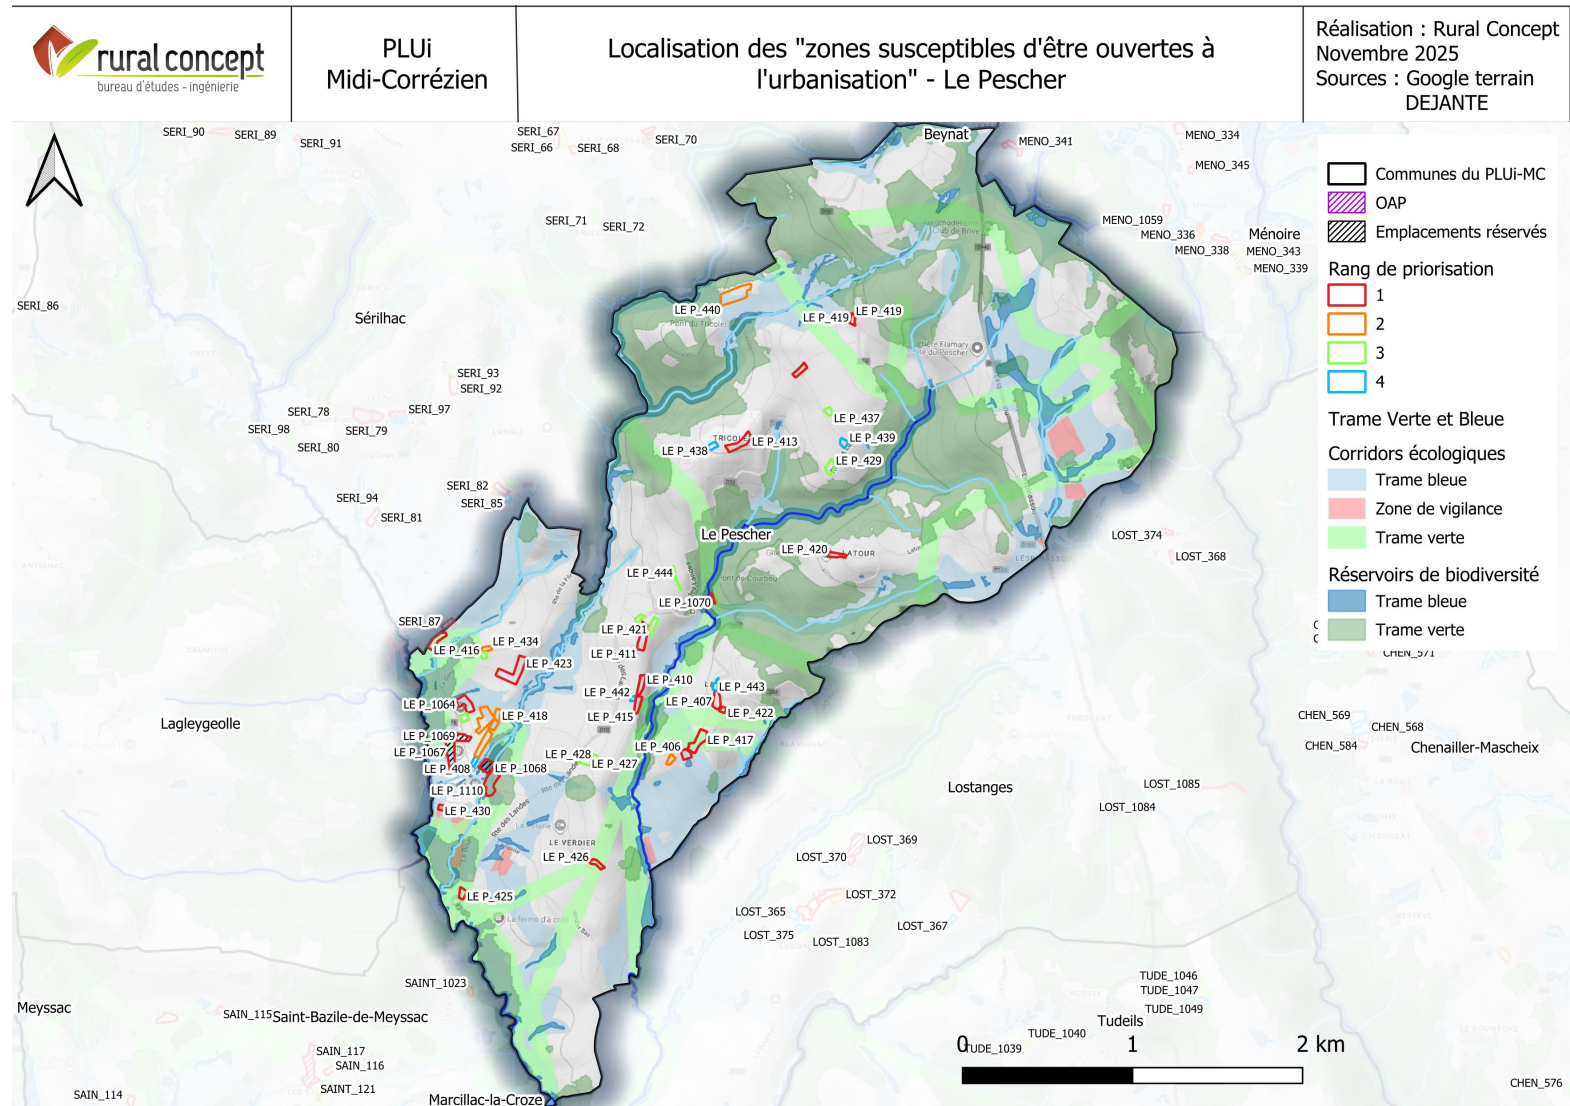 rural concept
bureau d'études - ingénierie
PLUi
Midi-Corrézien
Localisation des "zones susceptibles d'être ouvertes à
l'urbanisation" - Le Pescher
Réalisation : Rural Concept
Novembre 2025
Sources : Google terrain
DEJANTE
Communes du PLUi-MC
OAP
Emplacements réservés
Rang de priorisation
1
2
3
4
Trame Verte et Bleue
Corridors écologiques
Trame bleue
Zone de vigilance
Trame verte
Réservoirs de biodiversité
Trame bleue
Trame verte
SERI_90
SERI_89
SERI_91
SERI_67
SERI_66
SERI_68
SERI_70
Beynat
MENO_341
MENO_334
MENO_345
SERI_71
SERI_72
MENO_1059
MENO_336
MENO_338
Ménoire
MENO_343
MENO_339
SERI_86
Sérilhac
LE P_440
Pont du Tricolet
LE P_419
LE P_419
SERI_93
SERI_92
SERI_78
SERI_97
SERI_98
SERI_79
SERI_80
LE P_437
LE P_438
LE P_413
LE P_439
LE P_429
SERI_82
SERI_85
SERI_94
SERI_81
Le Pescher
LE P_420
LATOUR
LOST_374
LOST_368
LE P_444
LE P_1070
SERI_87
LE P_421
LE P_411
LE P_416
LE P_434
LE P_423
CHEN_571
LE P_410
LE P_442
LE P_415
LE P_443
LE P_407
LE P_422
LE P_1064
LE P_418
Lagleygeolle
LE P_1069
LE P_1067
LE P_408
LE P_1068
LE P_428
LE P_427
LE P_406
LE P_417
CHEN_569
CHEN_568
CHEN_584
Chenailler-Mascheix
LE P_1110
LE P_430
Rte des Landes
Lostanges
LOST_1085
LOST_1084
LE VERDIER
LE P_426
LOST_369
LOST_370
LE P_425
LOST_372
LOST_365
LOST_367
LOST_375
LOST_1083
SAINT_1023
Meyssac
SAIN_115
Saint-Bazile-de-Meyssac
TUDE_1046
TUDE_1047
TUDE_1049
Tudeils
TUDE_1040
TUDE_1039
0
1
2 km
SAIN_117
SAIN_116
SAINT_121
SAIN_114
Marcillac-la-Croze
CHEN_576